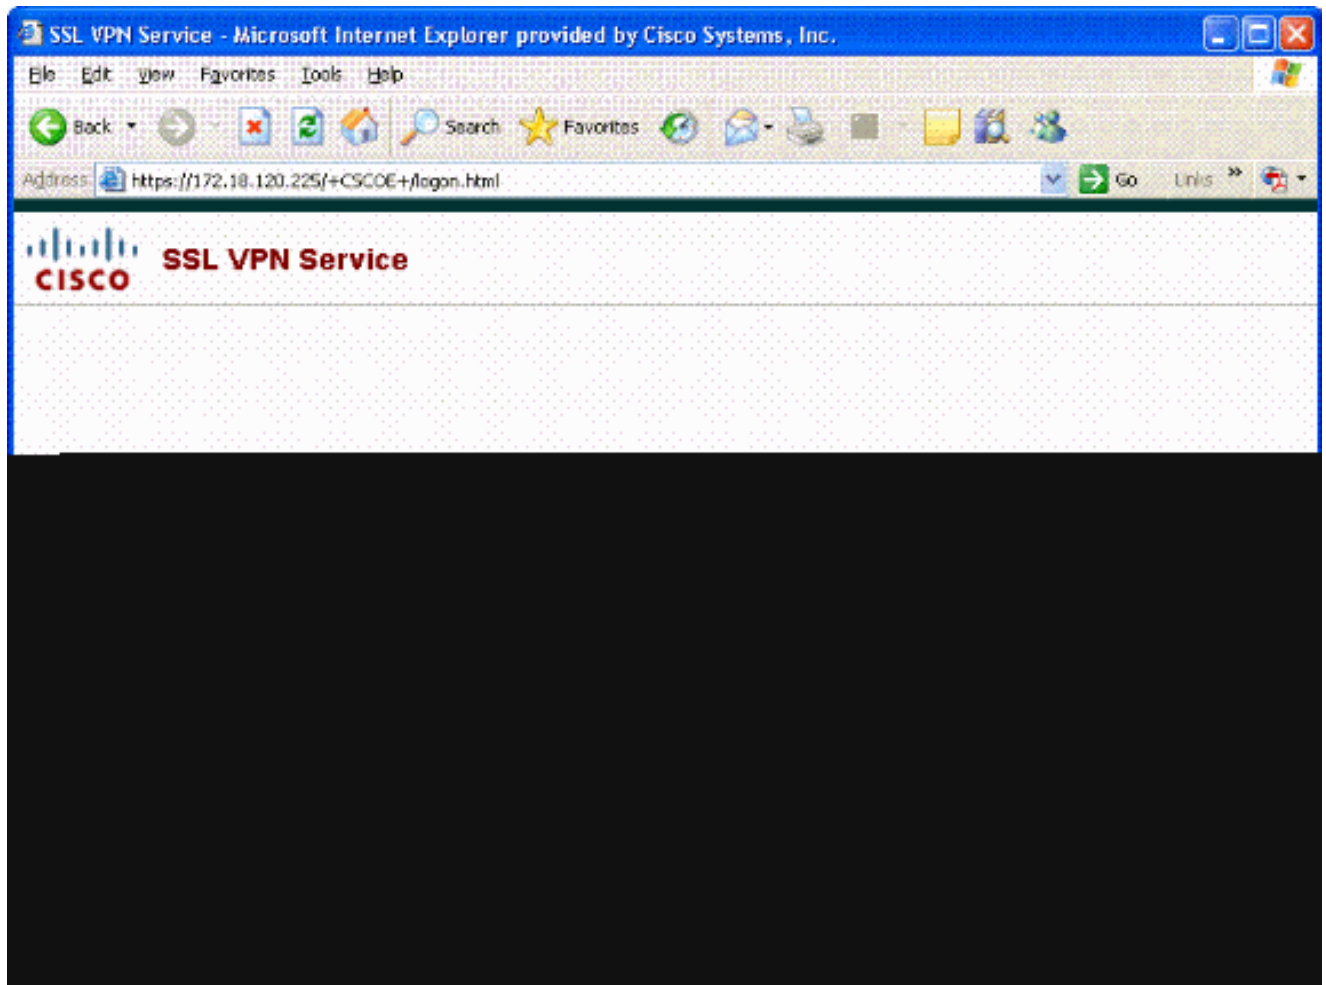 SSL VPN Service - Microsoft Internet Explorer provided by Cisco Systems, Inc.
File Edit View Favorites Tools Help
Back Search Favorites
Address https://172.18.120.225/+CSCOE+/logon.html Go Links »
CISCO SSL VPN Service